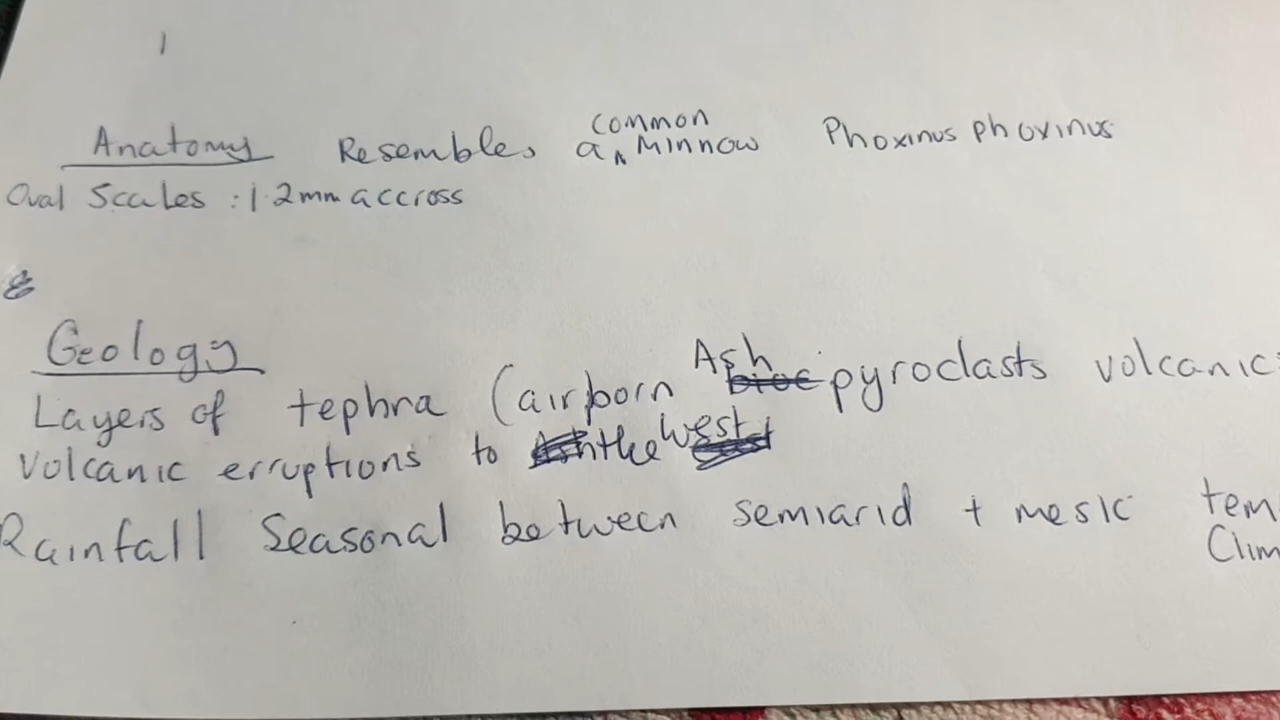 1
Anatomy Resembles a common Minnow Phoxinus phoxinus
Oval Scales : 1.2mm accross
Geology
Layers of tephra (airborn Ash pyroclasts volcanic
volcanic erruptions to the West
Rainfall Seasonal between semiarid + mesic tem
Clim